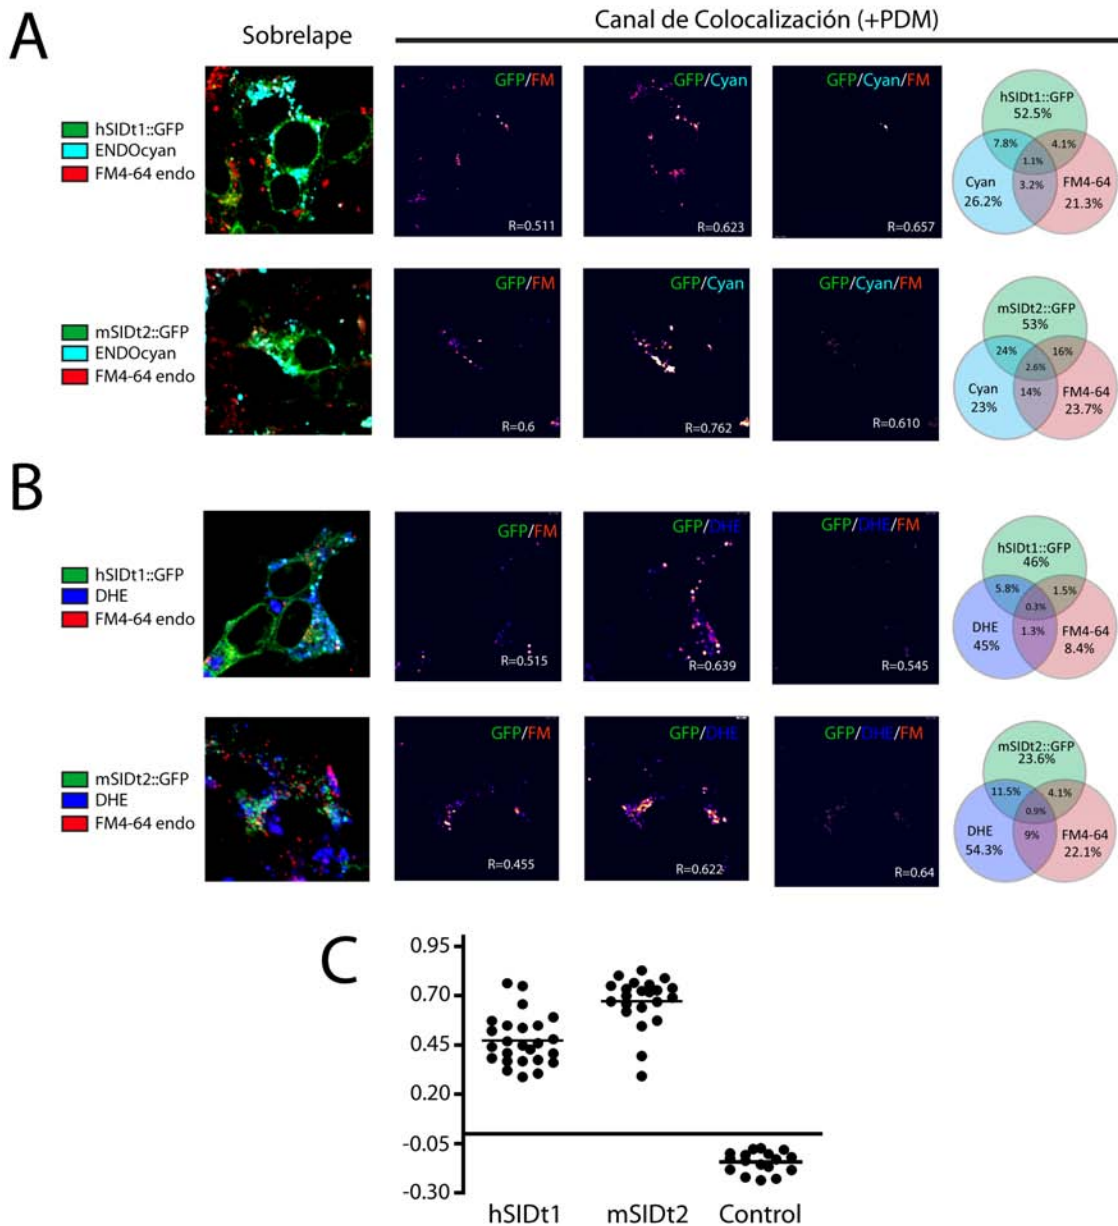 A
Sobrelape
Canal de Colocalización (+PDM)
hSIDt1::GFP
ENDOcyan
FM4-64 endo
GFP/FM
R=0.511
GFP/Cyan
R=0.623
GFP/Cyan/FM
R=0.657
hSIDt1::GFP
52.5%
7.8%
4.1%
1.1%
Cyan
26.2%
3.2%
FM4-64
21.3%
mSIDt2::GFP
ENDOcyan
FM4-64 endo
GFP/FM
R=0.6
GFP/Cyan
R=0.762
GFP/Cyan/FM
R=0.610
mSIDt2::GFP
53%
24%
16%
2.6%
Cyan
23%
14%
FM4-64
23.7%
B
hSIDt1::GFP
DHE
FM4-64 endo
GFP/FM
R=0.515
GFP/DHE
R=0.639
GFP/DHE/FM
R=0.545
hSIDt1::GFP
46%
5.8%
1.5%
0.3%
DHE
45%
1.3%
FM4-64
8.4%
mSIDt2::GFP
DHE
FM4-64 endo
GFP/FM
R=0.455
GFP/DHE
R=0.622
GFP/DHE/FM
R=0.64
mSIDt2::GFP
23.6%
11.5%
4.1%
0.9%
DHE
54.3%
9%
FM4-64
22.1%
C
0.95
0.70
0.45
0.20
-0.05
-0.30
hSIDt1
mSIDt2
Control